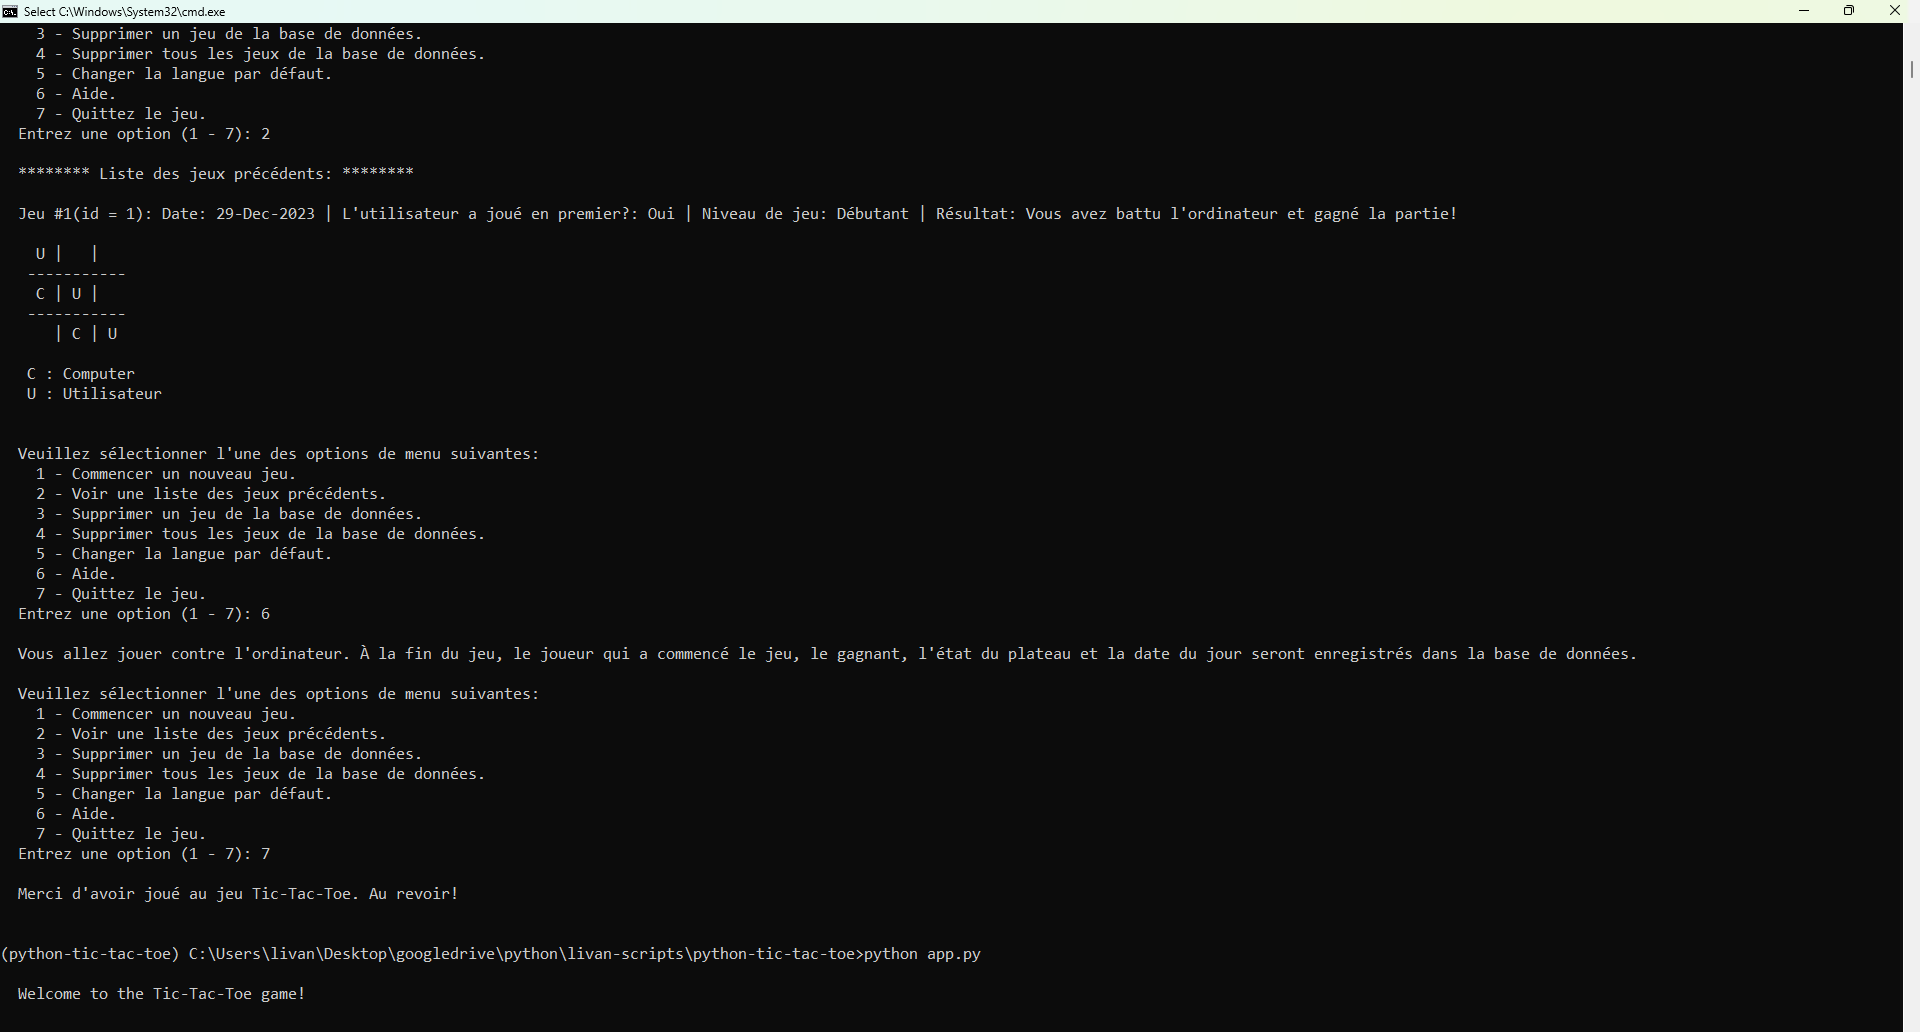 Select C:\Windows\System32\cmd.exe
3 - Supprimer un jeu de la base de données.
4 - Supprimer tous les jeux de la base de données.
5 - Changer la langue par défaut.
6 - Aide.
7 - Quittez le jeu.
Entrez une option (1 - 7): 2
******** Liste des jeux précédents: ********
Jeu #1(id = 1): Date: 29-Dec-2023 | L'utilisateur a joué en premier?: Oui | Niveau de jeu: Débutant | Résultat: Vous avez battu l'ordinateur et gagné la partie!
U |   |
-----------
C | U |
-----------
  | C | U
C : Computer
U : Utilisateur
Veuillez sélectionner l'une des options de menu suivantes:
1 - Commencer un nouveau jeu.
2 - Voir une liste des jeux précédents.
3 - Supprimer un jeu de la base de données.
4 - Supprimer tous les jeux de la base de données.
5 - Changer la langue par défaut.
6 - Aide.
7 - Quittez le jeu.
Entrez une option (1 - 7): 6
Vous allez jouer contre l'ordinateur. À la fin du jeu, le joueur qui a commencé le jeu, le gagnant, l'état du plateau et la date du jour seront enregistrés dans la base de données.
Veuillez sélectionner l'une des options de menu suivantes:
1 - Commencer un nouveau jeu.
2 - Voir une liste des jeux précédents.
3 - Supprimer un jeu de la base de données.
4 - Supprimer tous les jeux de la base de données.
5 - Changer la langue par défaut.
6 - Aide.
7 - Quittez le jeu.
Entrez une option (1 - 7): 7
Merci d'avoir joué au jeu Tic-Tac-Toe. Au revoir!
(python-tic-tac-toe) C:\Users\livan\Desktop\googledrive\python\livan-scripts\python-tic-tac-toe>python app.py
Welcome to the Tic-Tac-Toe game!